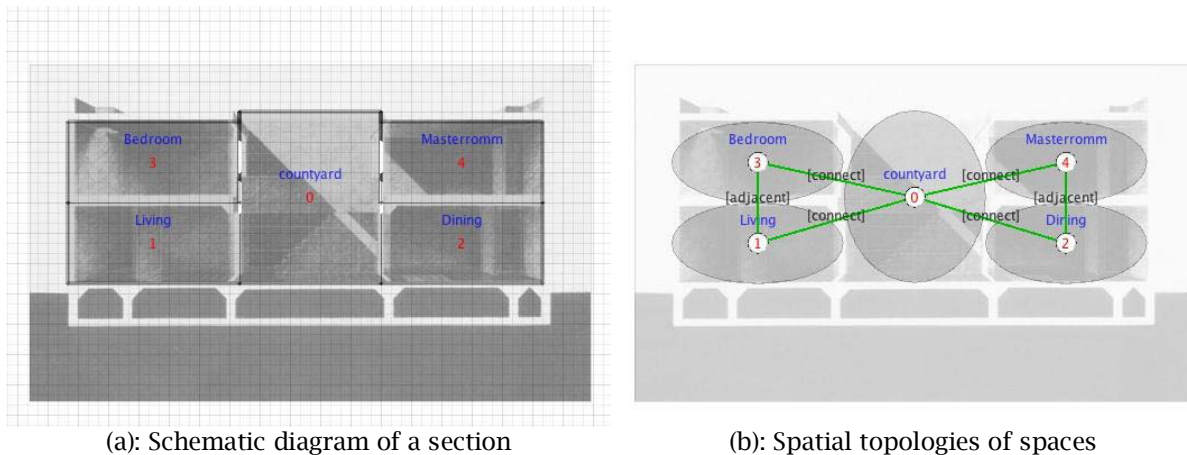 Bedroom
3
Masterromm
4
countyard
0
Living
1
Dining
2
Bedroom
3
Masterromm
4
[connect]
countyard
[connect]
0
[adjacent]
[adjacent]
Living
[connect]
[connect]
Dining
1
2
(a): Schematic diagram of a section
(b): Spatial topologies of spaces